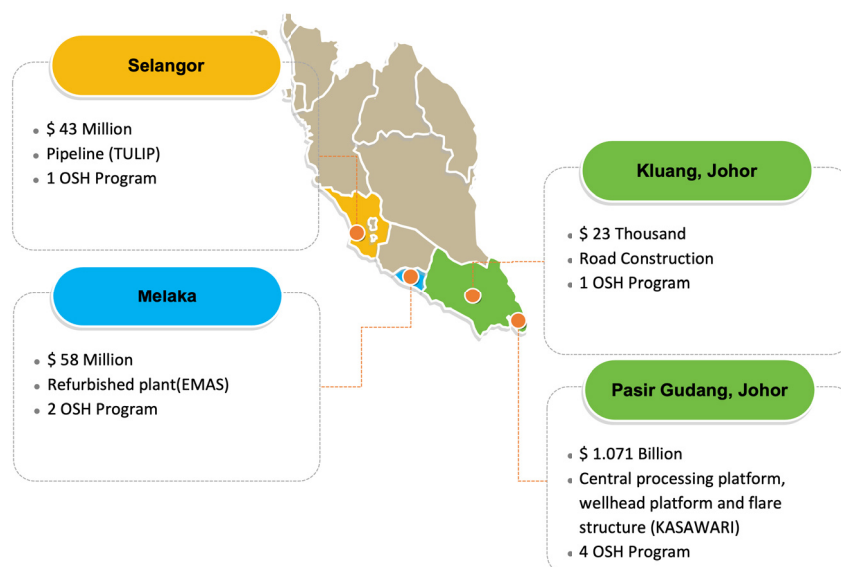 Selangor
$ 43 Million
Pipeline (TULIP)
1 OSH Program
Melaka
$ 58 Million
Refurbished plant(EMAS)
2 OSH Program
Kluang, Johor
$ 23 Thousand
Road Construction
1 OSH Program
Pasir Gudang, Johor
$ 1.071 Billion
Central processing platform,
wellhead platform and flare
structure (KASAWARI)
4 OSH Program